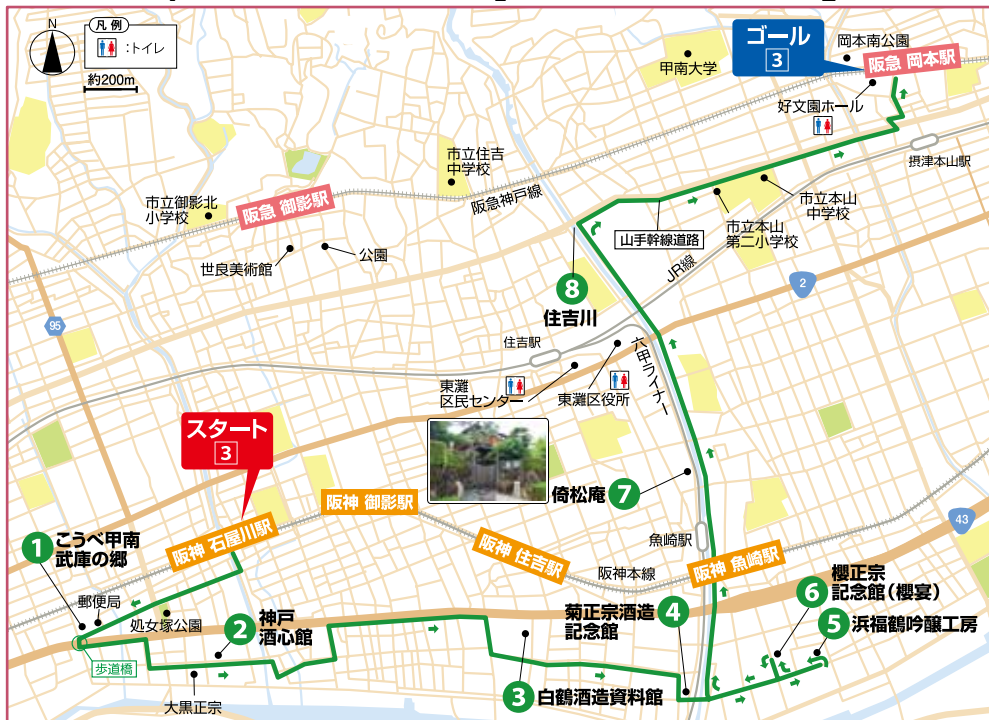 N
凡 例
:トイレ
約200m
ゴール
3
岡本南公園
阪急 岡本駅
甲南大学
好文園ホール
摂津本山駅
市立住吉
中学校
阪急神戸線
市立御影北
小学校
阪急 御影駅
世良美術館
公園
山手幹線道路
市立本山
第二小学校
市立本山
中学校
JR線
2
8
住吉川
95
住吉駅
六甲ライナー
東灘
区民センター
東灘区役所
スタート
3
倚松庵
7
阪神 御影駅
阪神 石屋川駅
阪神 住吉駅
魚崎駅
43
阪神本線
阪神 魚崎駅
1
こうべ甲南
武庫の郷
郵便局
処女塚公園
2
神戸
酒心館
歩道橋
大黒正宗
菊正宗酒造
記念館
4
6
櫻正宗
記念館(櫻宴)
5
浜福鶴吟醸工房
3
白鶴酒造資料館